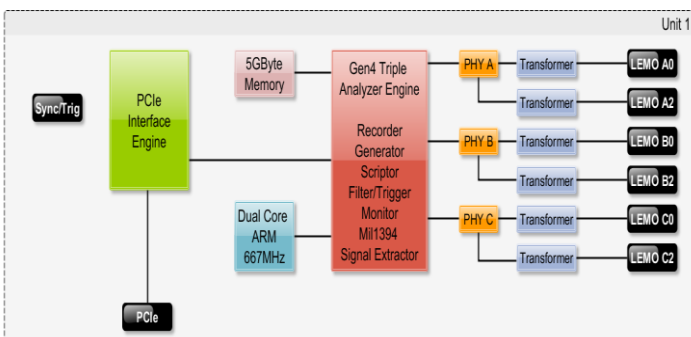 Unit 1
Sync/Trig
PCIe
Interface
Engine
PCIe
5GByte
Memory
Dual Core
ARM
667MHz
Gen4 Triple
Analyzer Engine
Recorder
Generator
Scriptor
Filter/Trigger
Monitor
Mil1394
Signal Extractor
PHY A
Transformer
LEMO A0
Transformer
LEMO A2
PHY B
Transformer
LEMO B0
Transformer
LEMO B2
PHY C
Transformer
LEMO C0
Transformer
LEMO C2